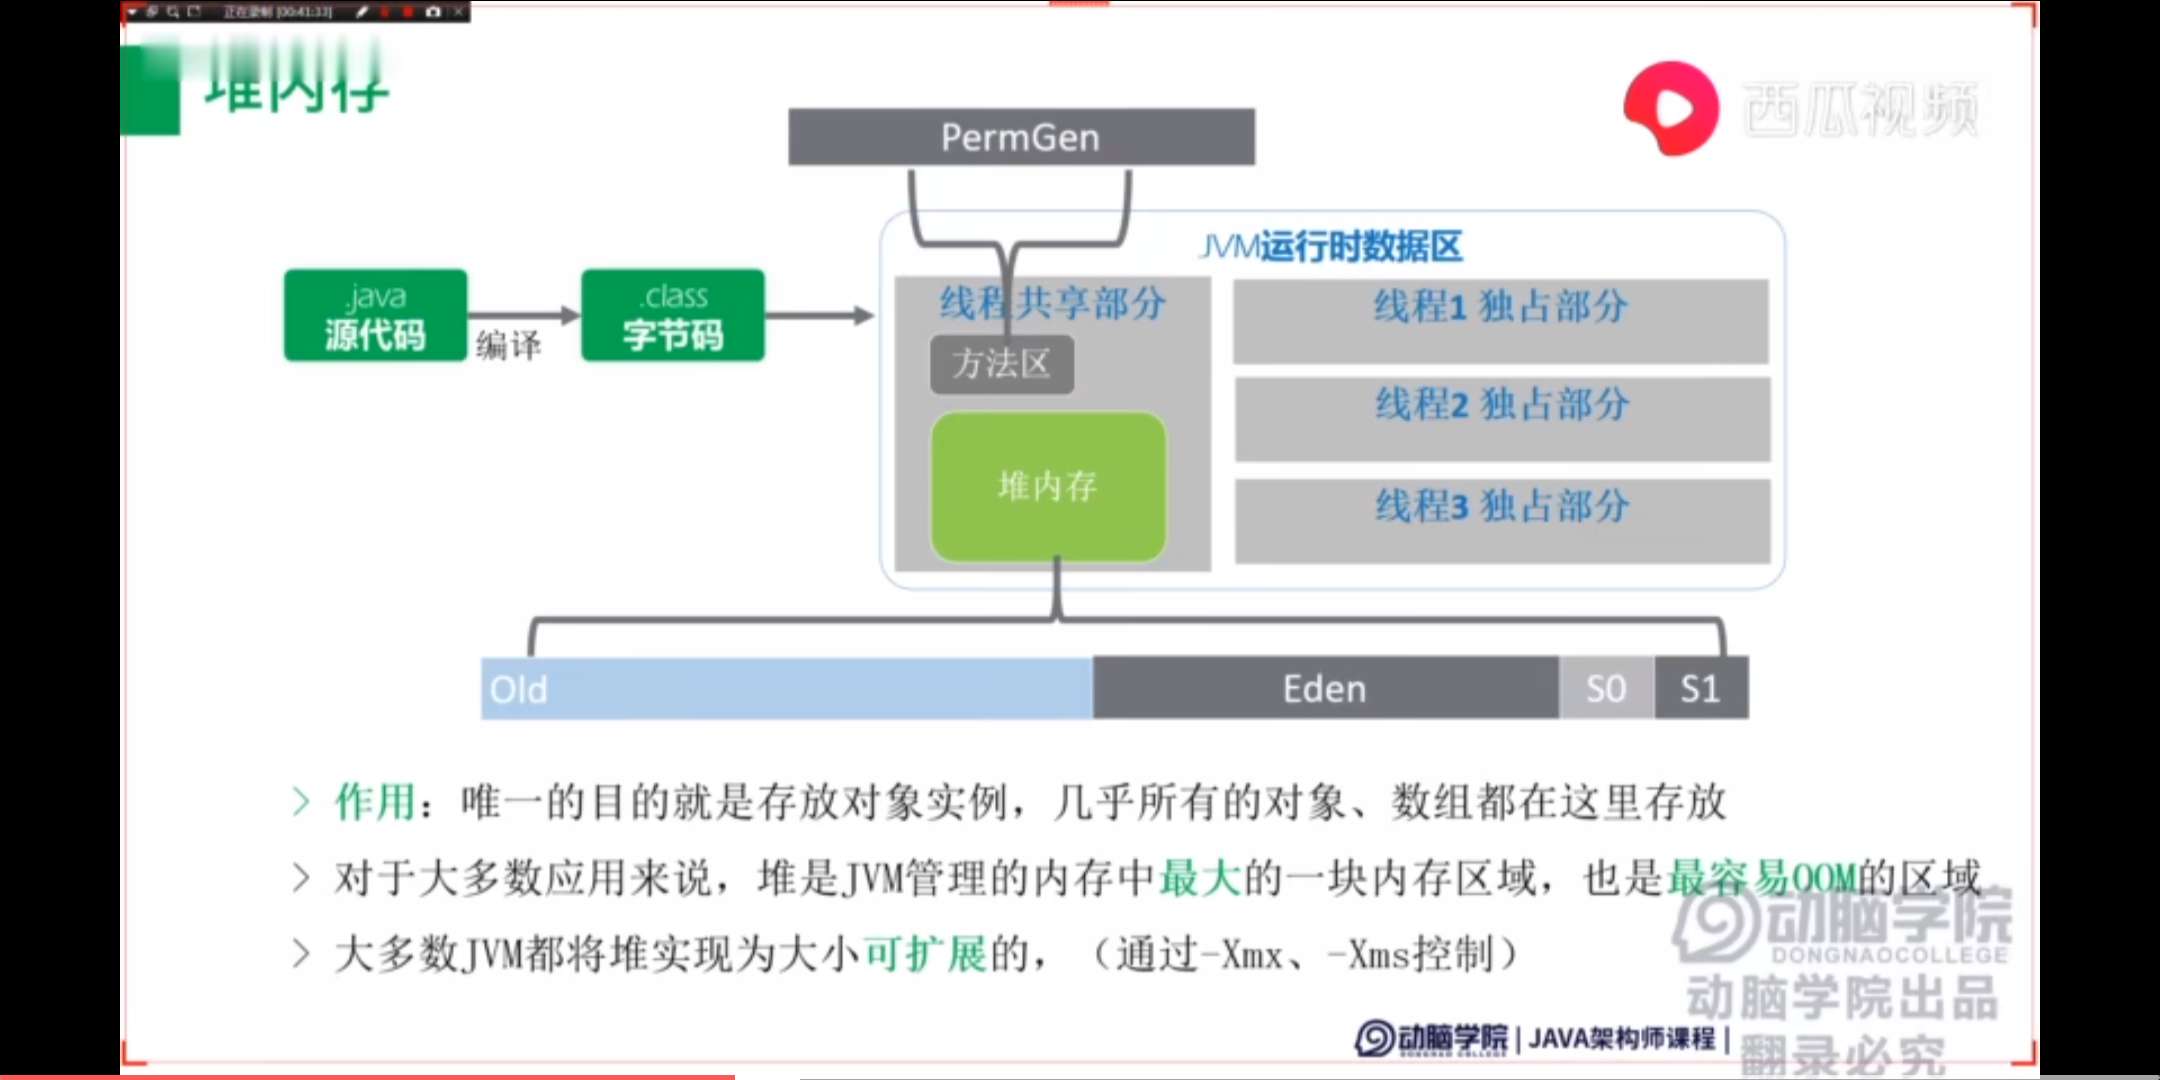 正在录制 [00:41:33]
堆内存
西瓜视频
PermGen
JVM运行时数据区
.java
源代码
编译
.class
字节码
线程共享部分
方法区
堆内存
线程1 独占部分
线程2 独占部分
线程3 独占部分
Old
Eden
S0
S1
> 作用：唯一的目的就是存放对象实例，几乎所有的对象、数组都在这里存放
> 对于大多数应用来说，堆是JVM管理的内存中最大的一块内存区域，也是最容易OOM的区域
> 大多数JVM都将堆实现为大小可扩展的，（通过-Xmx、-Xms控制）
动脑学院
DONGNAOCOLLEGE
动脑学院出品
翻录必究
动脑学院 | JAVA架构师课程 |
DONGNAO COLLEGE